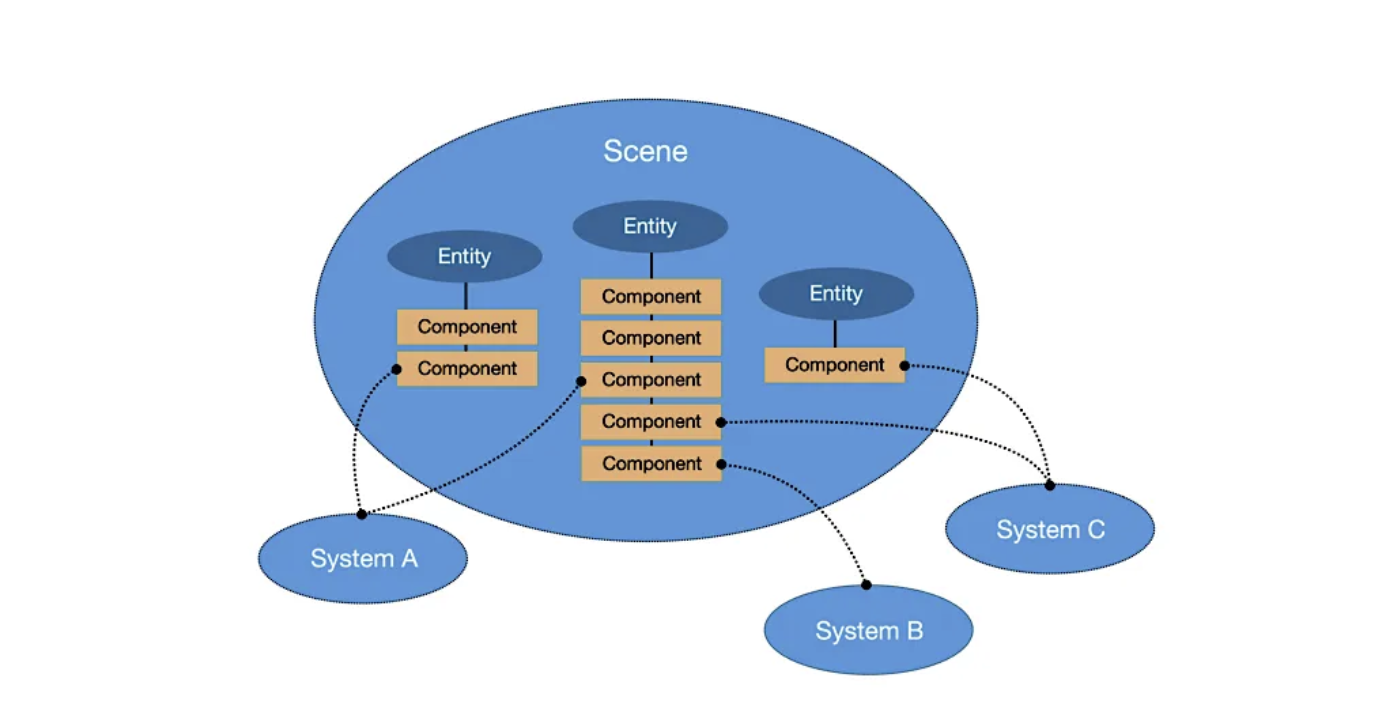 Scene
Entity
Component
Component
Entity
Component
Component
Component
Component
Component
Entity
Component
System A
System B
System C